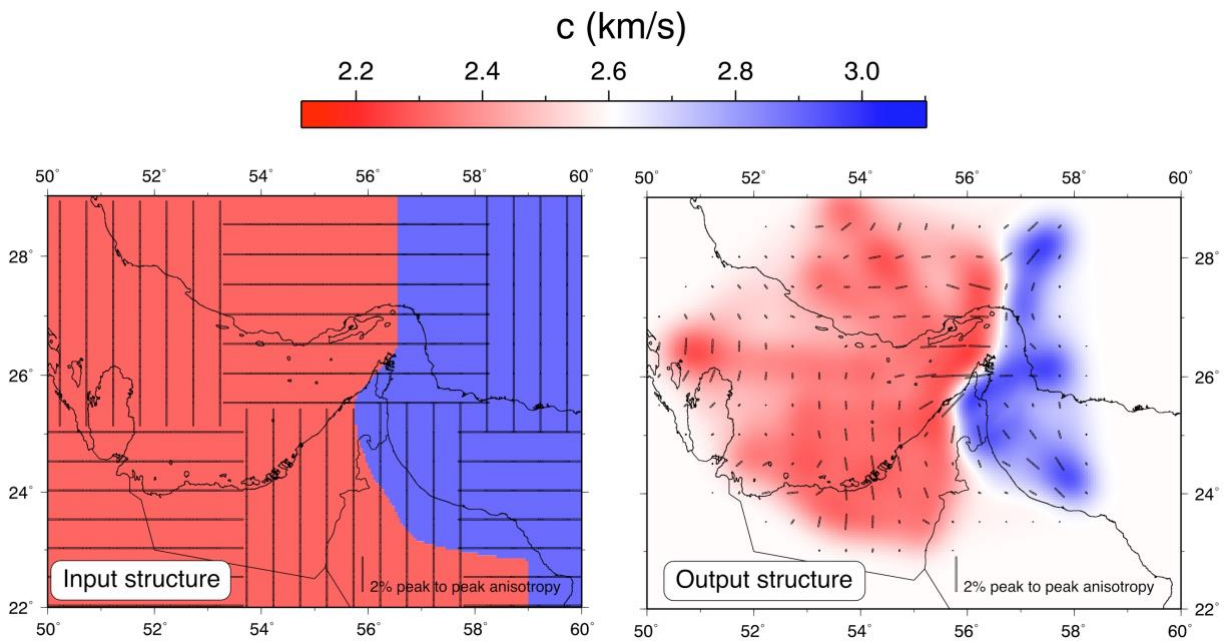 c (km/s)
2.2 2.4 2.6 2.8 3.0
50° 52° 54° 56° 58° 60° 50° 52° 54° 56° 58° 60°
28° 28°
26° 26°
24° 24°
Input structure 2% peak to peak anisotropy Output structure 2% peak to peak anisotropy
22° 22°
50° 52° 54° 56° 58° 60° 50° 52° 54° 56° 58° 60°